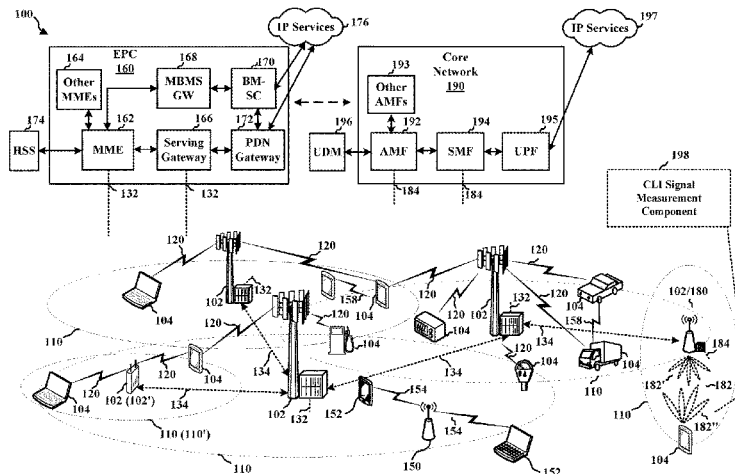 100
EPC
160
164
Other
MMEs
168
MBMS
GW
170
BM-
SC
IP Services
176
174
HSS
162
MME
166
Serving
Gateway
172
PDN
Gateway
132
132
Core
Network
190
193
Other
AMFs
IP Services
197
196
UDM
192
AMF
194
SMF
195
UPF
184
184
198
CLI Signal
Measurement
Component
120
120
120
120
104
102
132
158
104
120
120
102
132
104
158
102/180
184
110
120
120
104
104
134
104
134
104
110
104
120
120
104
102 (102')
134
102
132
152
154
134
120
104
182'
182
182''
110
110 (110')
110
150
154
152
104